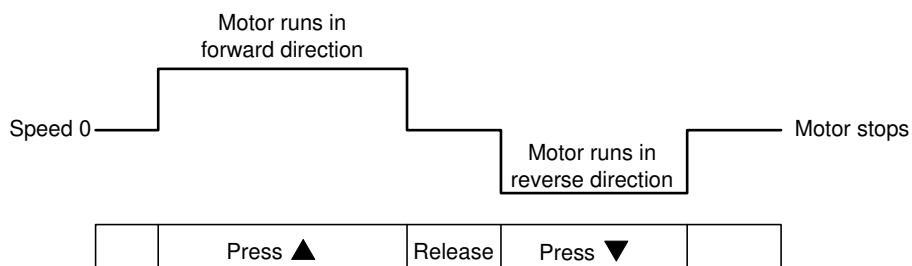 Motor runs in
forward direction
Speed 0
Motor stops
Motor runs in
reverse direction
Press ▲
Release
Press ▼